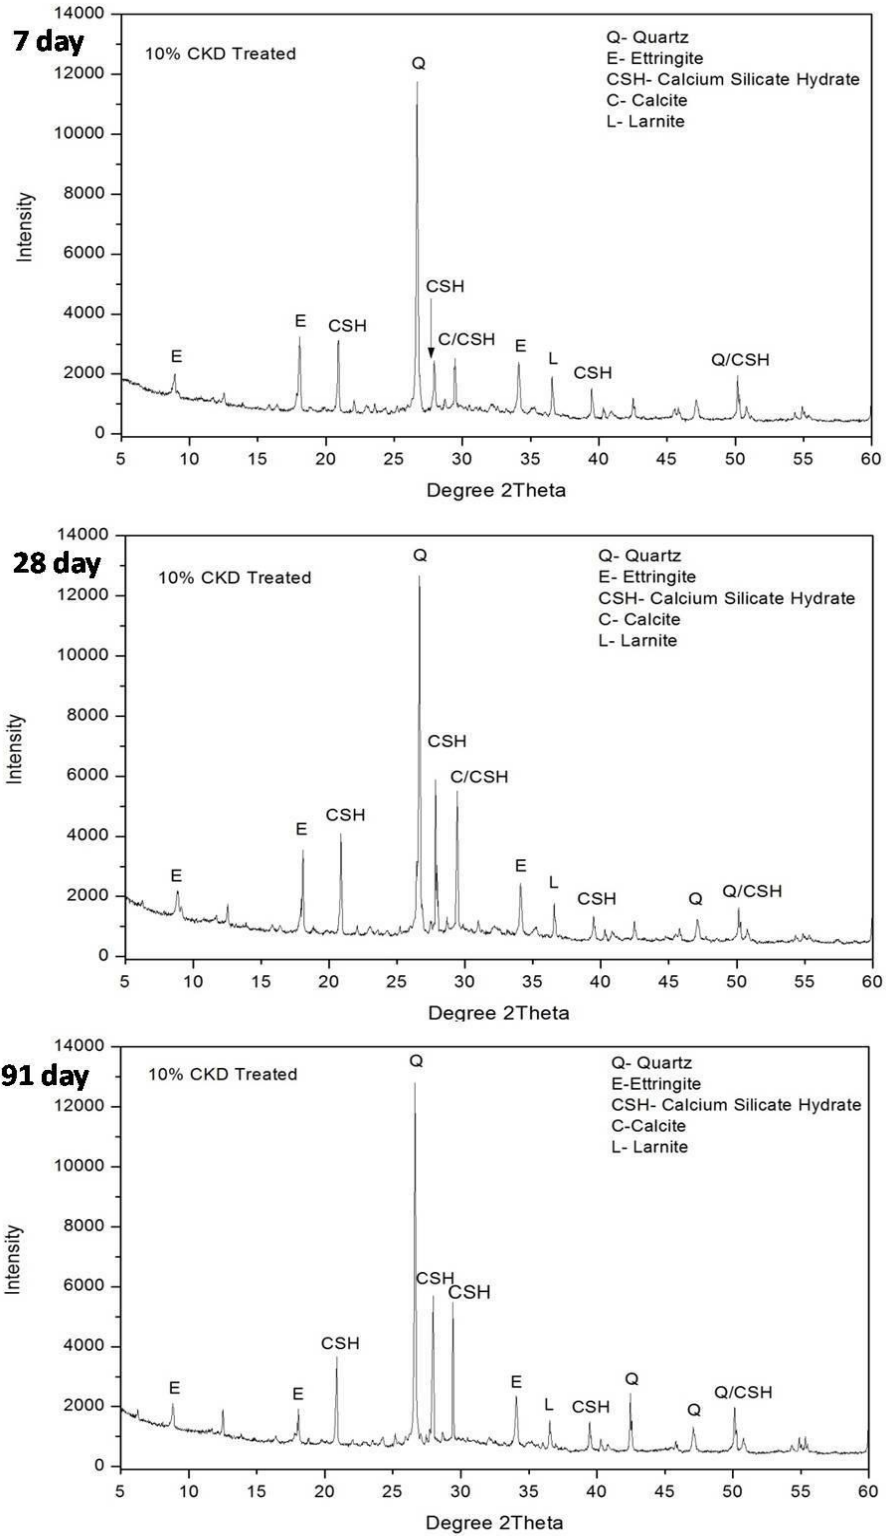 7 day
10% CKD Treated
Q- Quartz
E- Ettringite
CSH- Calcium Silicate Hydrate
C- Calcite
L- Larnite
14000
12000
10000
8000
6000
4000
2000
0
Intensity
E
E
CSH
Q
CSH
C/CSH
E
L
CSH
Q/CSH
5 10 15 20 25 30 35 40 45 50 55 60
Degree 2Theta
28 day
10% CKD Treated
Q- Quartz
E- Ettringite
CSH- Calcium Silicate Hydrate
C- Calcite
L- Larnite
14000
12000
10000
8000
6000
4000
2000
0
Intensity
E
E
CSH
Q
CSH
C/CSH
E
L
CSH
Q
Q/CSH
5 10 15 20 25 30 35 40 45 50 55 60
Degree 2Theta
91 day
10% CKD Treated
Q- Quartz
E-Ettringite
CSH- Calcium Silicate Hydrate
C-Calcite
L- Larnite
14000
12000
10000
8000
6000
4000
2000
0
Intensity
E
E
CSH
Q
CSH
CSH
E
L
CSH
Q
Q
Q/CSH
5 10 15 20 25 30 35 40 45 50 55 60
Degree 2Theta